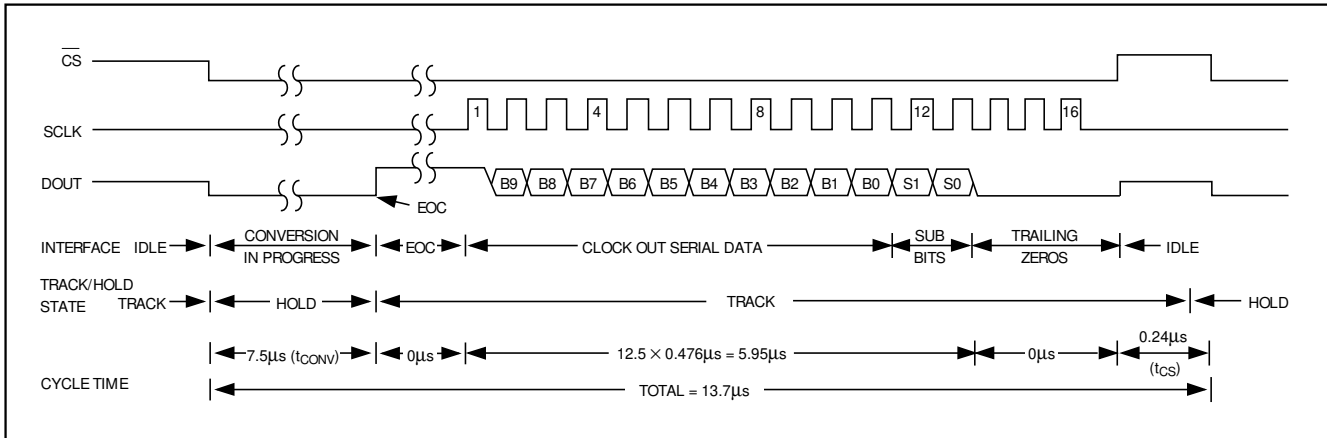 CS
1 4 8 12 16
SCLK
DOUT
B9 B8 B7 B6 B5 B4 B3 B2 B1 B0 S1 S0
EOC
INTERFACE IDLE
CONVERSION
IN PROGRESS
EOC
CLOCK OUT SERIAL DATA
SUB
BITS
TRAILING
ZEROS
IDLE
TRACK/HOLD
STATE TRACK
HOLD
TRACK
HOLD
7.5µs (tCONV)
0µs
12.5 × 0.476µs = 5.95µs
0µs
0.24µs
(tCS)
CYCLE TIME
TOTAL = 13.7µs